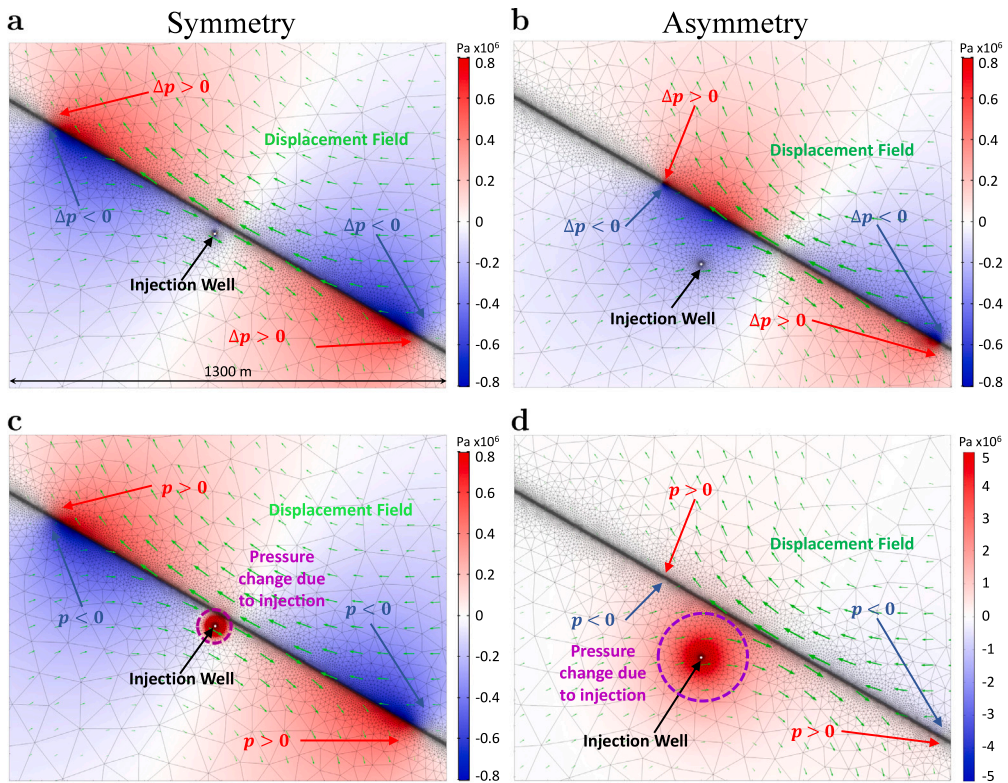 a Symmetry
b Asymmetry
Pa x10⁶
0.8
0.6
0.4
0.2
0
-0.2
-0.4
-0.6
-0.8
Δp > 0
Displacement Field
Δp < 0
Δp < 0
Injection Well
Δp > 0
1300 m
Pa x10⁶
0.8
0.6
0.4
0.2
0
-0.2
-0.4
-0.6
-0.8
Δp > 0
Displacement Field
Δp < 0
Δp < 0
Injection Well
Δp > 0
c
Pa x10⁶
0.8
0.6
0.4
0.2
0
-0.2
-0.4
-0.6
-0.8
p > 0
Displacement Field
Pressure
change due
to injection
p < 0
p < 0
Injection Well
p > 0
d
Pa x10⁶
5
4
3
2
1
0
-1
-2
-3
-4
-5
p > 0
Displacement Field
p < 0
p < 0
Pressure
change due
to injection
Injection Well
p > 0